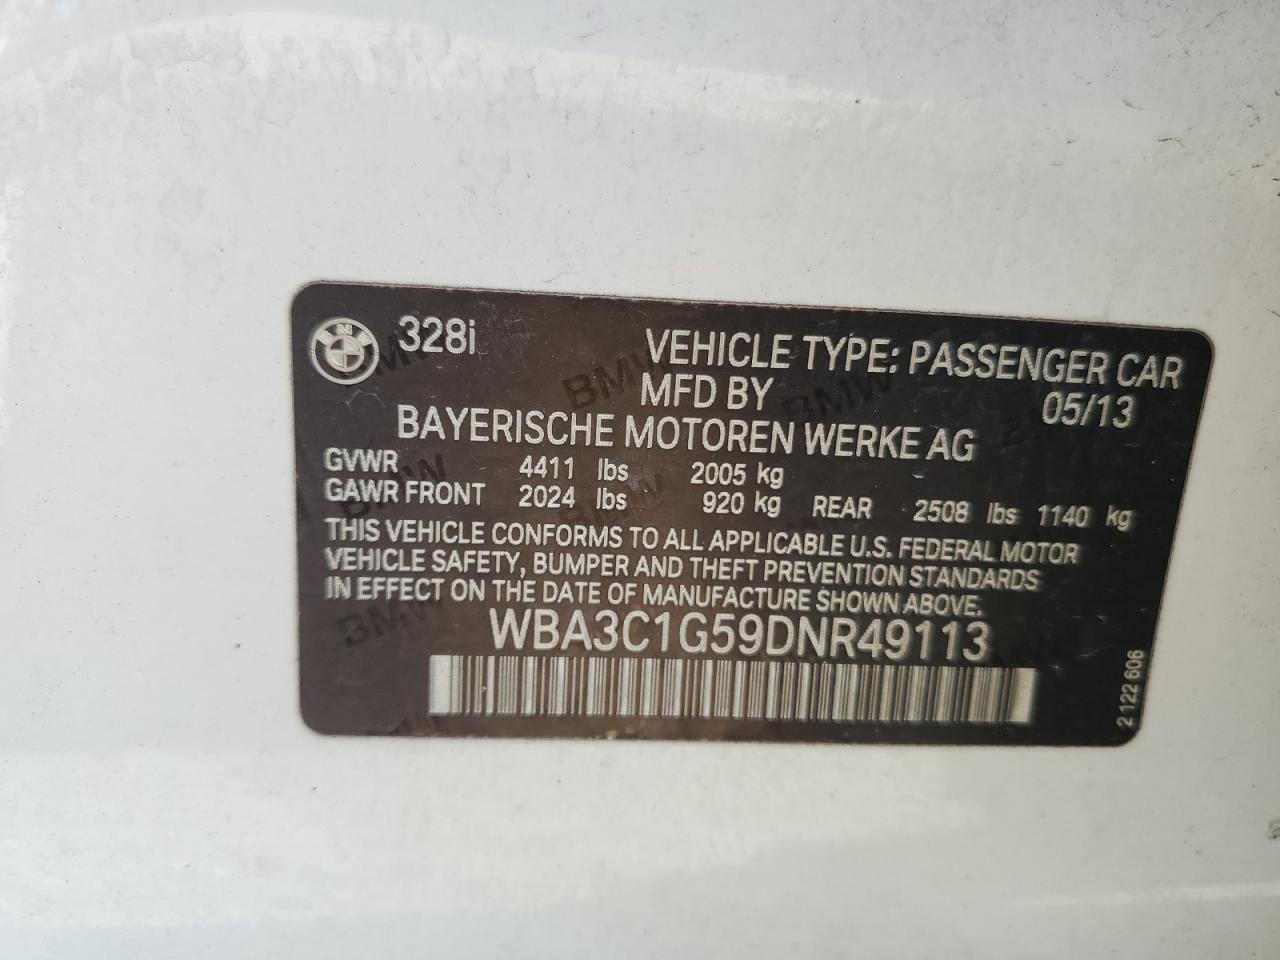 328i
VEHICLE TYPE: PASSENGER CAR
MFD BY 05/13
BAYERISCHE MOTOREN WERKE AG
GVWR 4411 lbs 2005 kg
GAWR FRONT 2024 lbs 920 kg REAR 2508 lbs 1140 kg
THIS VEHICLE CONFORMS TO ALL APPLICABLE U.S. FEDERAL MOTOR
VEHICLE SAFETY, BUMPER AND THEFT PREVENTION STANDARDS
IN EFFECT ON THE DATE OF MANUFACTURE SHOWN ABOVE.
WBA3C1G59DNR49113
2 122 606